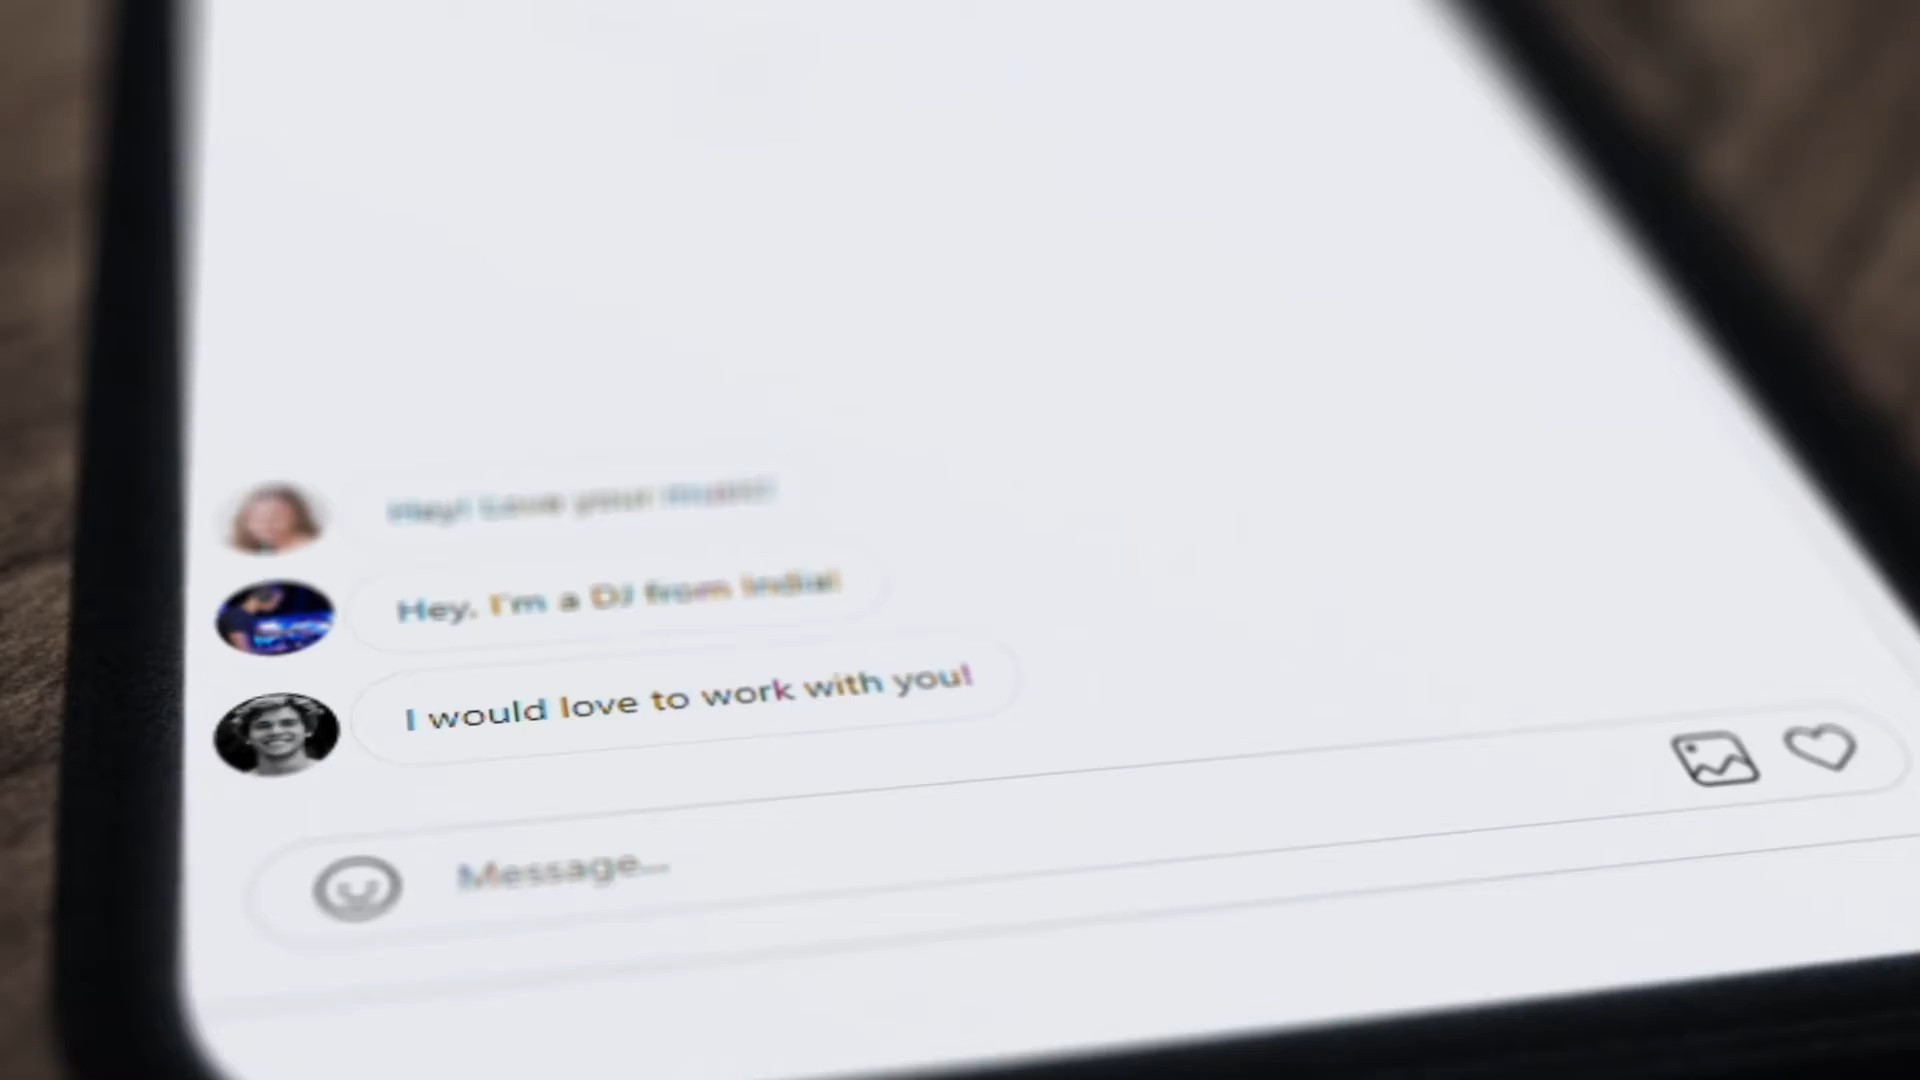 Hey! Love your music!
Hey. I'm a DJ from India!
I would love to work with you!
Message...